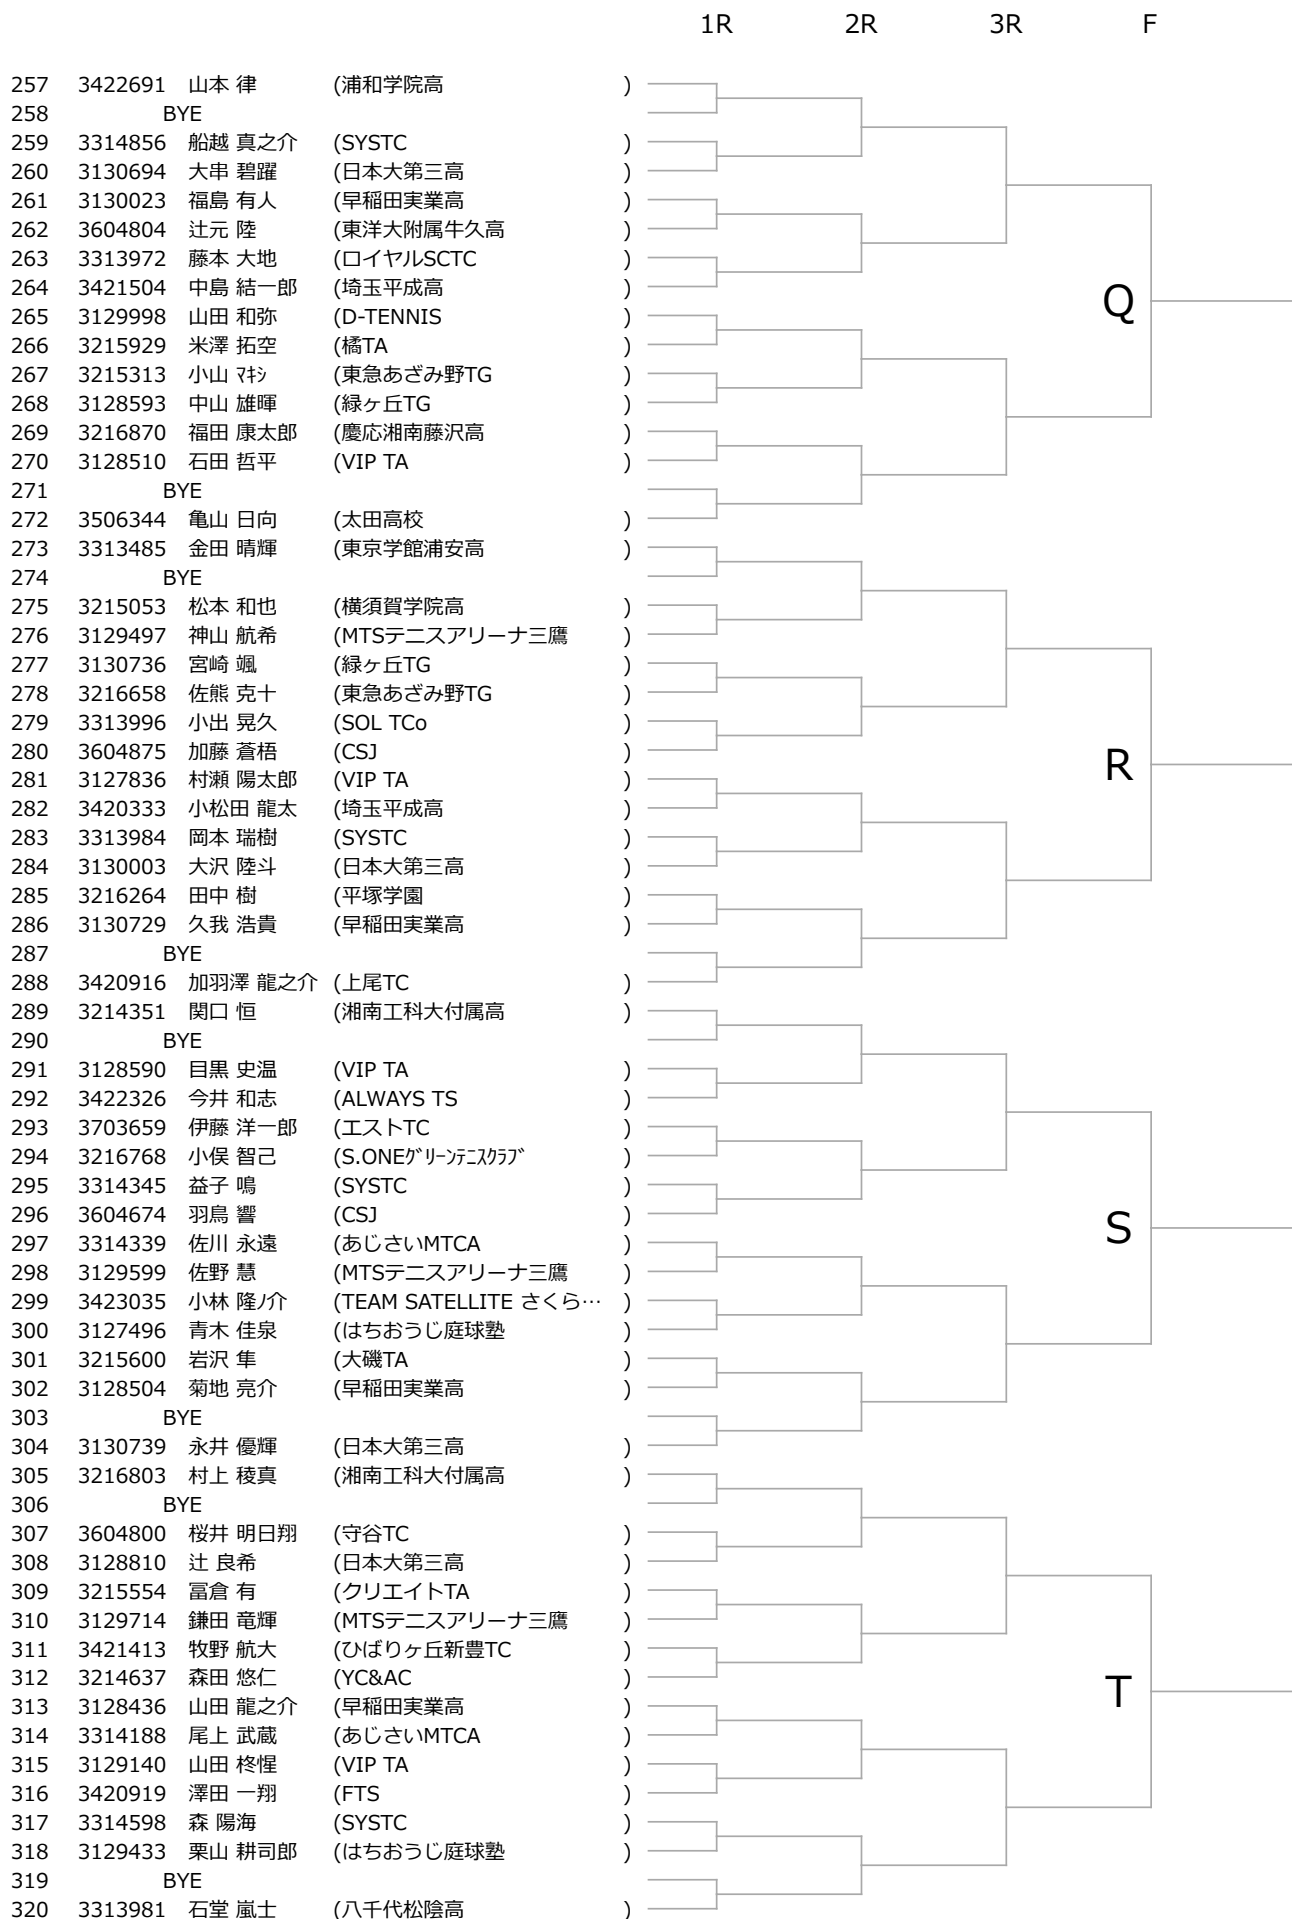 1R 2R 3R F
257 3422691 山本 律 (浦和学院高 )
258 BYE
259 3314856 船越 真之介 (SYSTC )
260 3130694 大串 碧躍 (日本大第三高 )
261 3130023 福島 有人 (早稲田実業高 )
262 3604804 辻元 陸 (東洋大附属牛久高 )
263 3313972 藤本 大地 (ロイヤルSCTC )
264 3421504 中島 結一郎 (埼玉平成高 )
265 3129998 山田 和弥 (D-TENNIS ) Q
266 3215929 米澤 拓空 (橘TA )
267 3215313 小山 ﾏｷｼ (東急あざみ野TG )
268 3128593 中山 雄暉 (緑ヶ丘TG )
269 3216870 福田 康太郎 (慶応湘南藤沢高 )
270 3128510 石田 哲平 (VIP TA )
271 BYE
272 3506344 亀山 日向 (太田高校 )
273 3313485 金田 晴輝 (東京学館浦安高 )
274 BYE
275 3215053 松本 和也 (横須賀学院高 )
276 3129497 神山 航希 (MTSテニスアリーナ三鷹 )
277 3130736 宮崎 颯 (緑ヶ丘TG )
278 3216658 佐熊 克十 (東急あざみ野TG )
279 3313996 小出 晃久 (SOL TCo )
280 3604875 加藤 蒼梧 (CSJ )
281 3127836 村瀬 陽太郎 (VIP TA ) R
282 3420333 小松田 龍太 (埼玉平成高 )
283 3313984 岡本 瑞樹 (SYSTC )
284 3130003 大沢 陸斗 (日本大第三高 )
285 3216264 田中 樹 (平塚学園 )
286 3130729 久我 浩貴 (早稲田実業高 )
287 BYE
288 3420916 加羽澤 龍之介 (上尾TC )
289 3214351 関口 恒 (湘南工科大付属高 )
290 BYE
291 3128590 目黒 史温 (VIP TA )
292 3422326 今井 和志 (ALWAYS TS )
293 3703659 伊藤 洋一郎 (エストTC )
294 3216768 小俣 智己 (S.ONEｸﾞﾘｰﾝﾃﾆｽｸﾗﾌﾞ )
295 3314345 益子 鳴 (SYSTC )
296 3604674 羽鳥 響 (CSJ )
297 3314339 佐川 永遠 (あじさいMTCA ) S
298 3129599 佐野 慧 (MTSテニスアリーナ三鷹 )
299 3423035 小林 隆ﾉ介 (TEAM SATELLITE さくら… )
300 3127496 青木 佳泉 (はちおうじ庭球塾 )
301 3215600 岩沢 隼 (大磯TA )
302 3128504 菊地 亮介 (早稲田実業高 )
303 BYE
304 3130739 永井 優輝 (日本大第三高 )
305 3216803 村上 稜真 (湘南工科大付属高 )
306 BYE
307 3604800 桜井 明日翔 (守谷TC )
308 3128810 辻 良希 (日本大第三高 )
309 3215554 冨倉 有 (クリエイトTA )
310 3129714 鎌田 竜輝 (MTSテニスアリーナ三鷹 )
311 3421413 牧野 航大 (ひばりヶ丘新豊TC )
312 3214637 森田 悠仁 (YC&AC )
313 3128436 山田 龍之介 (早稲田実業高 ) T
314 3314188 尾上 武蔵 (あじさいMTCA )
315 3129140 山田 柊惺 (VIP TA )
316 3420919 澤田 一翔 (FTS )
317 3314598 森 陽海 (SYSTC )
318 3129433 栗山 耕司郎 (はちおうじ庭球塾 )
319 BYE
320 3313981 石堂 嵐士 (八千代松陰高 )